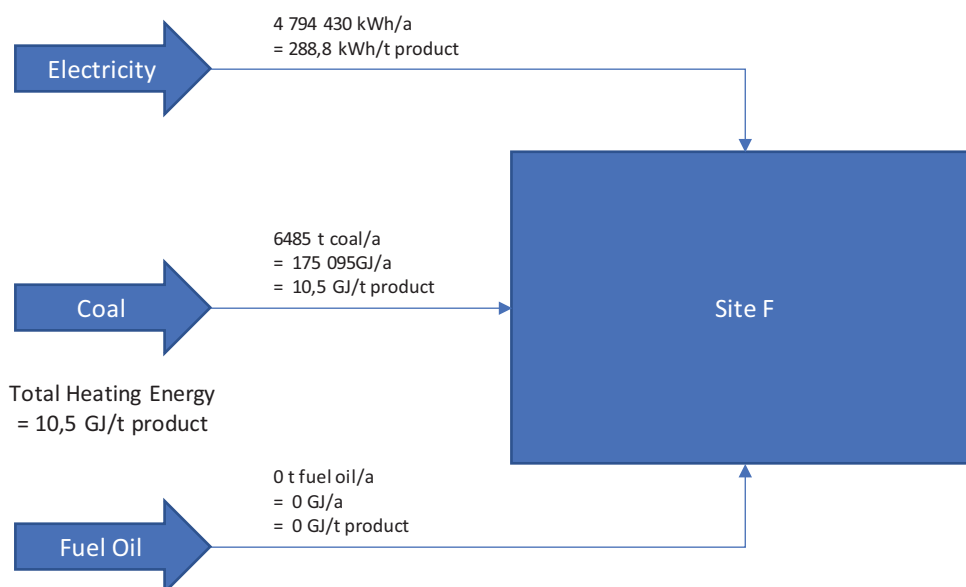 Electricity
4 794 430 kWh/a
= 288,8 kWh/t product
Coal
6485 t coal/a
= 175 095GJ/a
= 10,5 GJ/t product
Site F
Total Heating Energy
= 10,5 GJ/t product
Fuel Oil
0 t fuel oil/a
= 0 GJ/a
= 0 GJ/t product